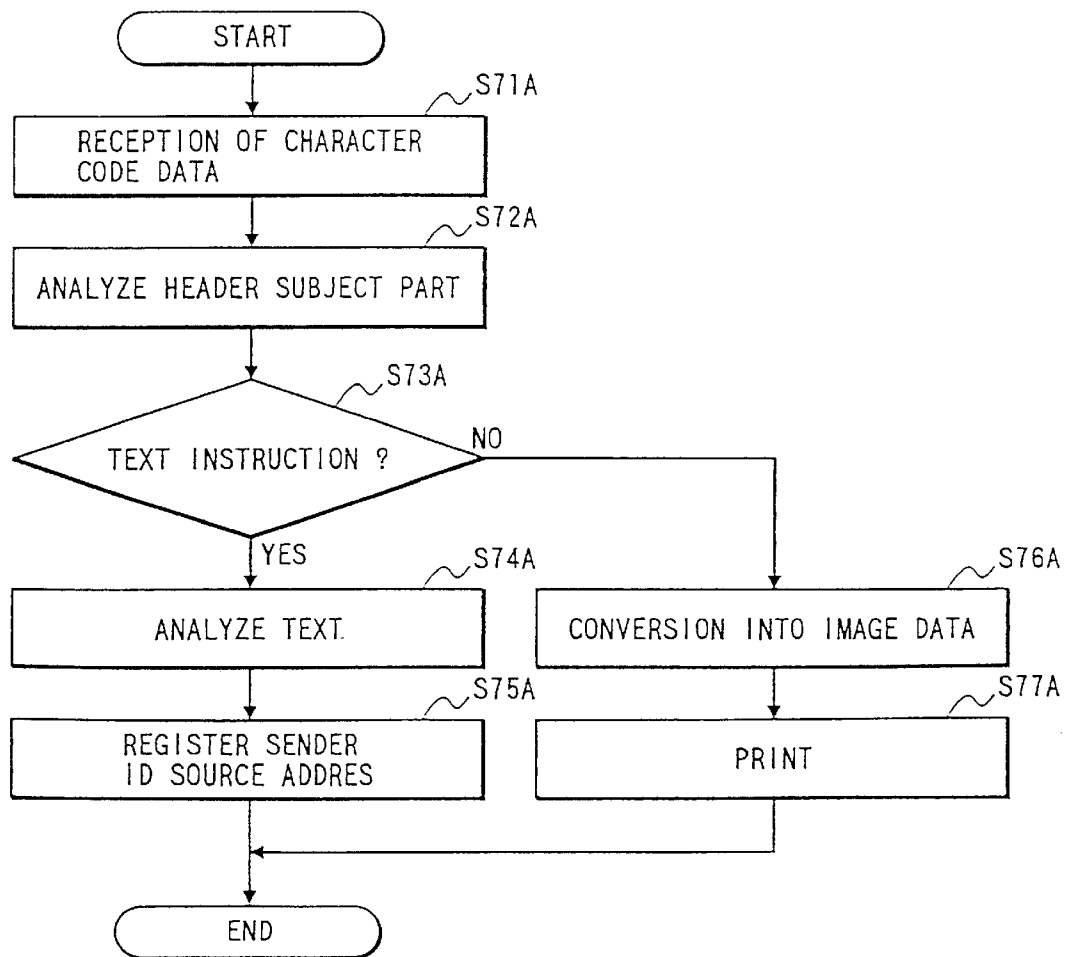 START
S71A
RECEPTION OF CHARACTER
CODE DATA
S72A
ANALYZE HEADER SUBJECT PART
S73A
TEXT INSTRUCTION ?
NO
YES
S74A
ANALYZE TEXT.
S75A
REGISTER SENDER
ID SOURCE ADDRES
S76A
CONVERSION INTO IMAGE DATA
S77A
PRINT
END